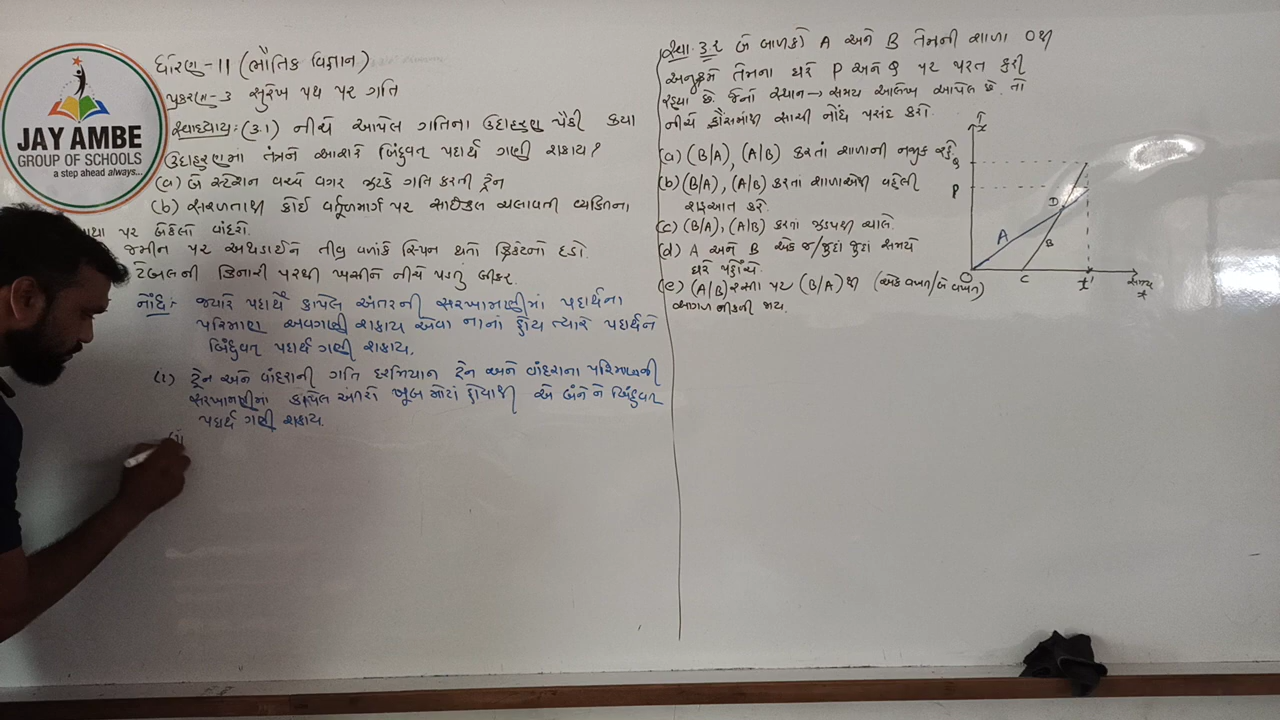 JAY AMBE
GROUP OF SCHOOLS
a step ahead always...
ધોરણ-11 (ભૌતિક વિજ્ઞાન)
પ્રકરણ-3 સુરેખ પથ પર ગતિ
સ્વાધ્યાય:(3.1) નીચે આપેલ ગતિના ઉદાહરણ પૈકી કયા
ઉદાહરણમાં તંત્રને આશરે બિંદુવત્ પદાર્થ ગણી શકાય?
(a) બે સ્ટેશન વચ્ચે વગર ઝટકે ગતિ કરતી ટ્રેન
(b) સરળતાથી કોઈ વર્તુળમાર્ગ પર સાઈકલ ચલાવતી વ્યક્તિના
પર બેઠેલો વાંદરો.
જમીન પર અથડાઈને તીવ્ર વળાંકે સ્પિન થતો ક્રિકેટનો દડો.
ટેબલની કિનારી પરથી ખસીને નીચે પડતું બીકર
નોંધ:- જ્યારે પદાર્થે કાપેલ અંતરની સરખામણીમાં પદાર્થના
પરિમાણ અવગણી શકાય એવા નાનાં હોય ત્યારે પદાર્થને
બિંદુવત્ પદાર્થ ગણી શકાય.
(i) ટ્રેન અને વાંદરાની ગતિ દરમિયાન ટ્રેન અને વાંદરાના પરિમાણની
સરખામણીમાં કાપેલ અંતરો ખૂબ મોટાં હોવાથી એ બંનેને બિંદુવત્
પદાર્થ ગણી શકાય.
સ્વા. 3.2 બે બાળકો A અને B તેમની શાળા O થી
અનુક્રમે તેમના ઘરે P અને Q પર પરત ફરી
રહ્યા છે. જેનો સ્થાન → સમય આલેખ આપેલ છે. તો
નીચે કૌંસમાંથી સાચી નોંધ પસંદ કરો.
(a) (B/A), (A/B) કરતાં શાળાની નજીક રહે
(b) (B/A), (A/B) કરતાં શાળાએથી વહેલી
શરૂઆત કરે.
(c) (B/A), (A/B) કરતાં ઝડપથી ચાલે.
(d) A અને B એક જ/જુદાં જુદાં સમયે
ઘરે પહોંચે.
(e) (A/B) રસ્તા પર (B/A) થી (એક વખત/બે વખત)
આગળ નીકળી જાય.
x
Q
P
D
A
B
O
C
t'
સમય
t